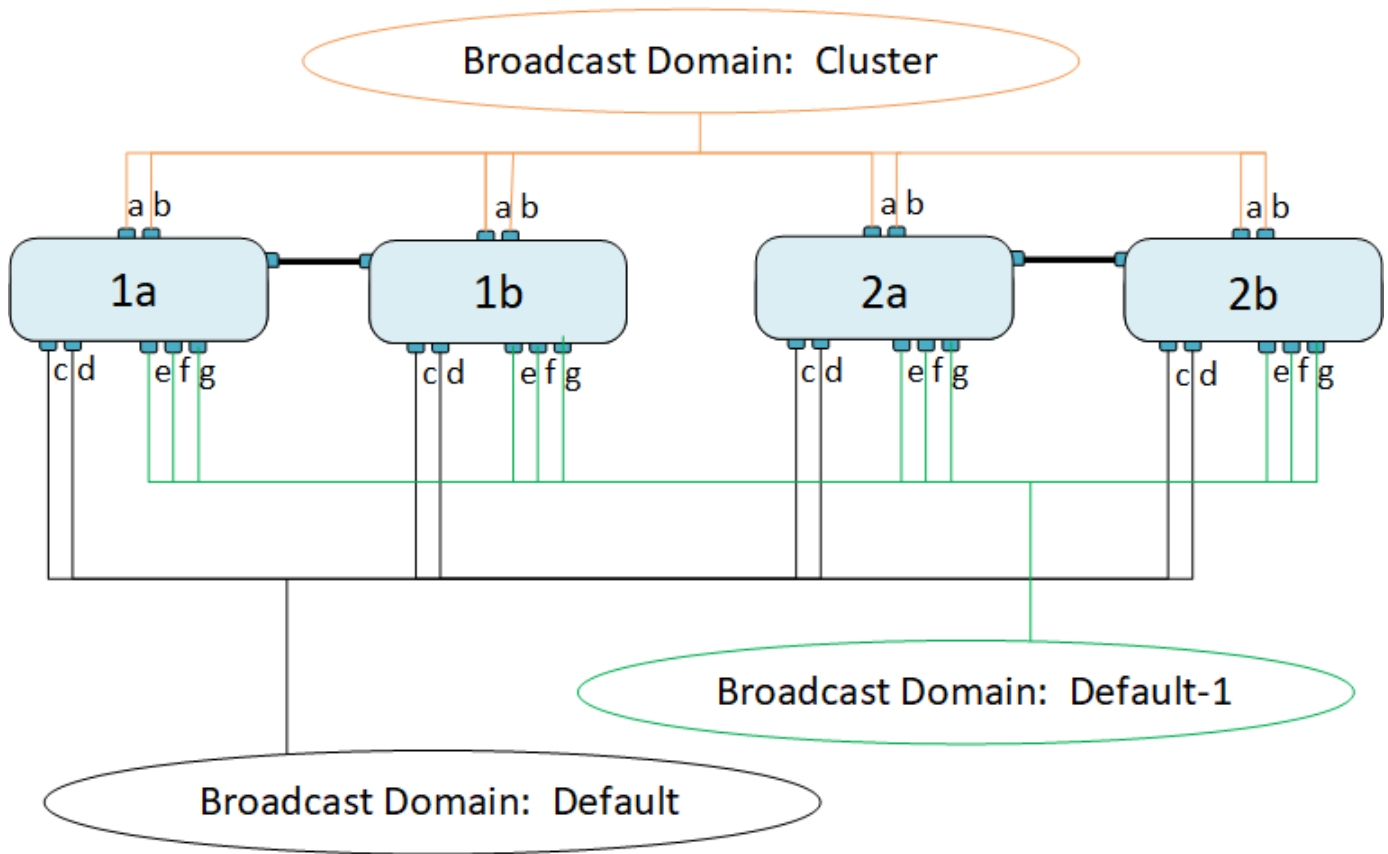 Broadcast Domain: Cluster
a b a b a b a b
1a 1b 2a 2b
c d e f g c d e f g c d e f g c d e f g
Broadcast Domain: Default-1
Broadcast Domain: Default